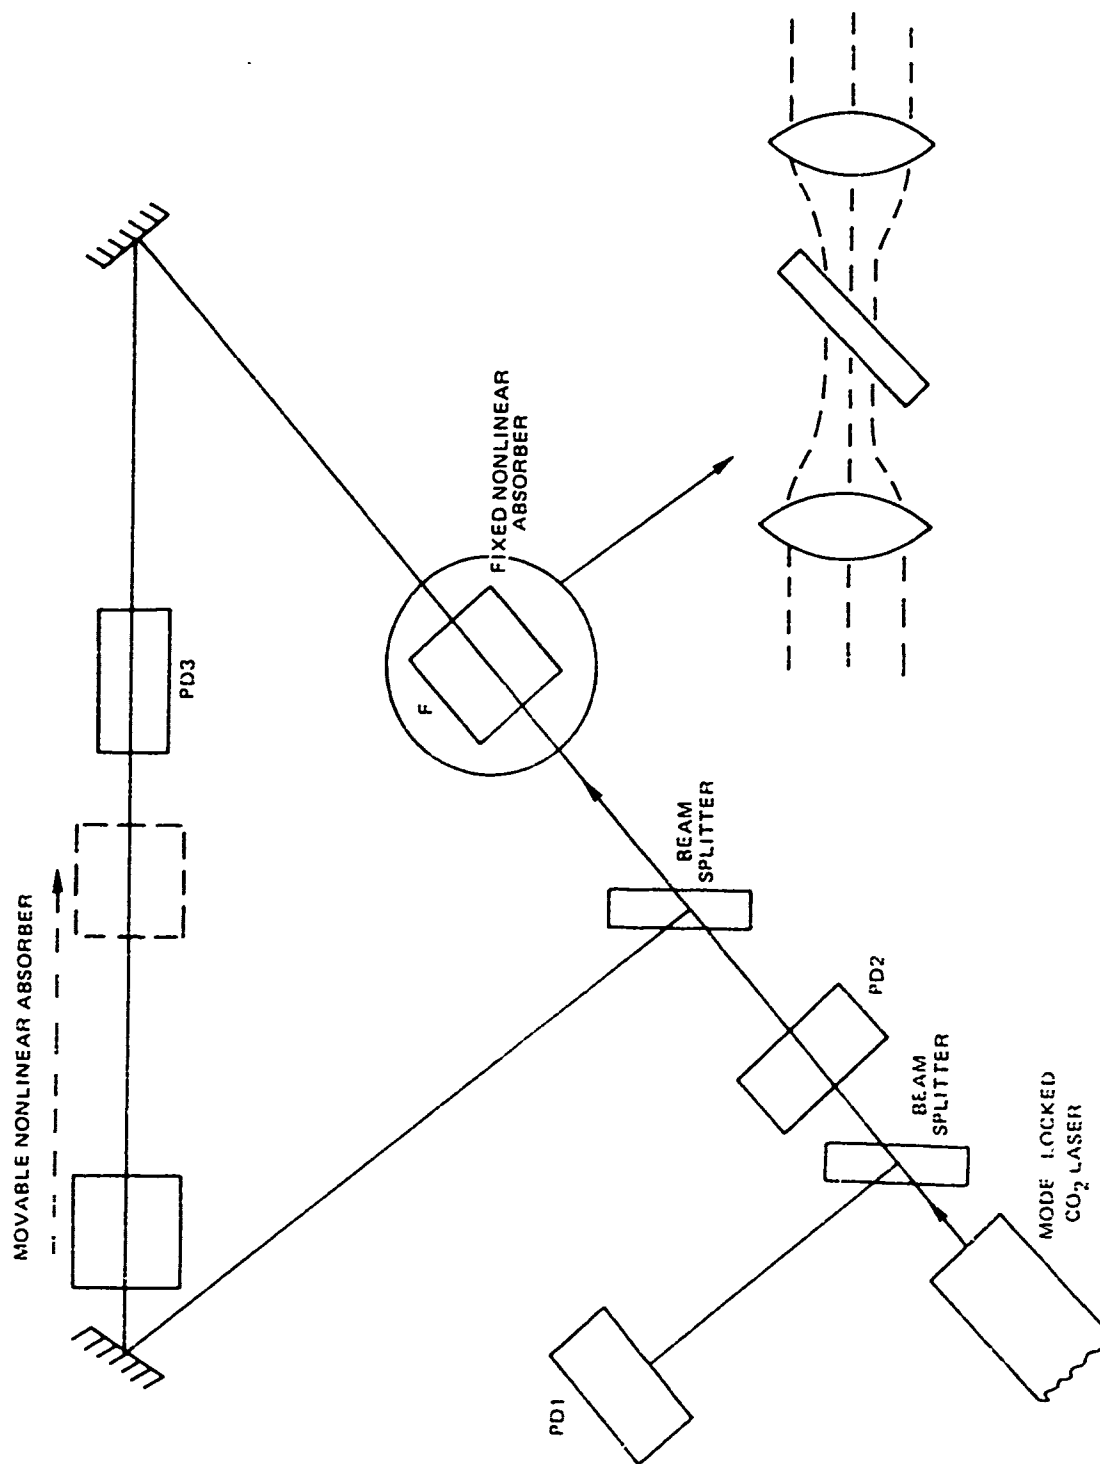 MOVABLE NONLINEAR ABSORBER
PD3
FIXED NONLINEAR
ABSORBER
F
BEAM
SPLITTER
PD2
BEAM
SPLITTER
PD1
MODE LOCKED
CO2 LASER